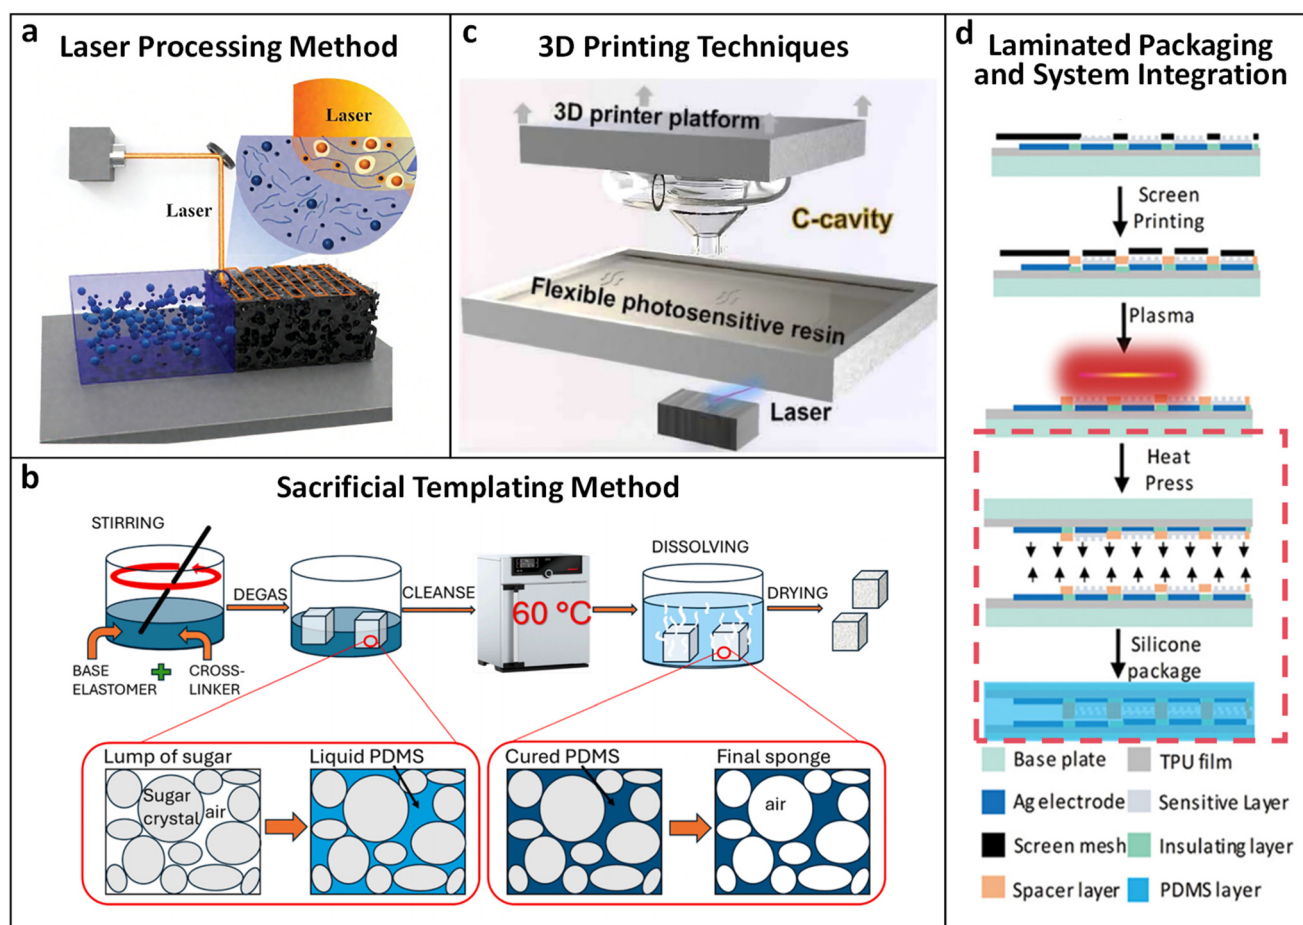 a
Laser Processing Method
Laser
Laser
c
3D Printing Techniques
3D printer platform
C-cavity
Flexible photosensitive resin
Laser
b
Sacrificial Templating Method
STIRRING
DEGAS
CLEANSE
60 °C
DISSOLVING
DRYING
BASE
ELASTOMER
CROSS-
LINKER
Lump of sugar
Sugar
crystal
air
Liquid PDMS
Cured PDMS
Final sponge
air
d
Laminated Packaging
and System Integration
Screen
Printing
Plasma
Heat
Press
Silicone
package
Base plate
TPU film
Ag electrode
Sensitive Layer
Screen mesh
Insulating layer
Spacer layer
PDMS layer